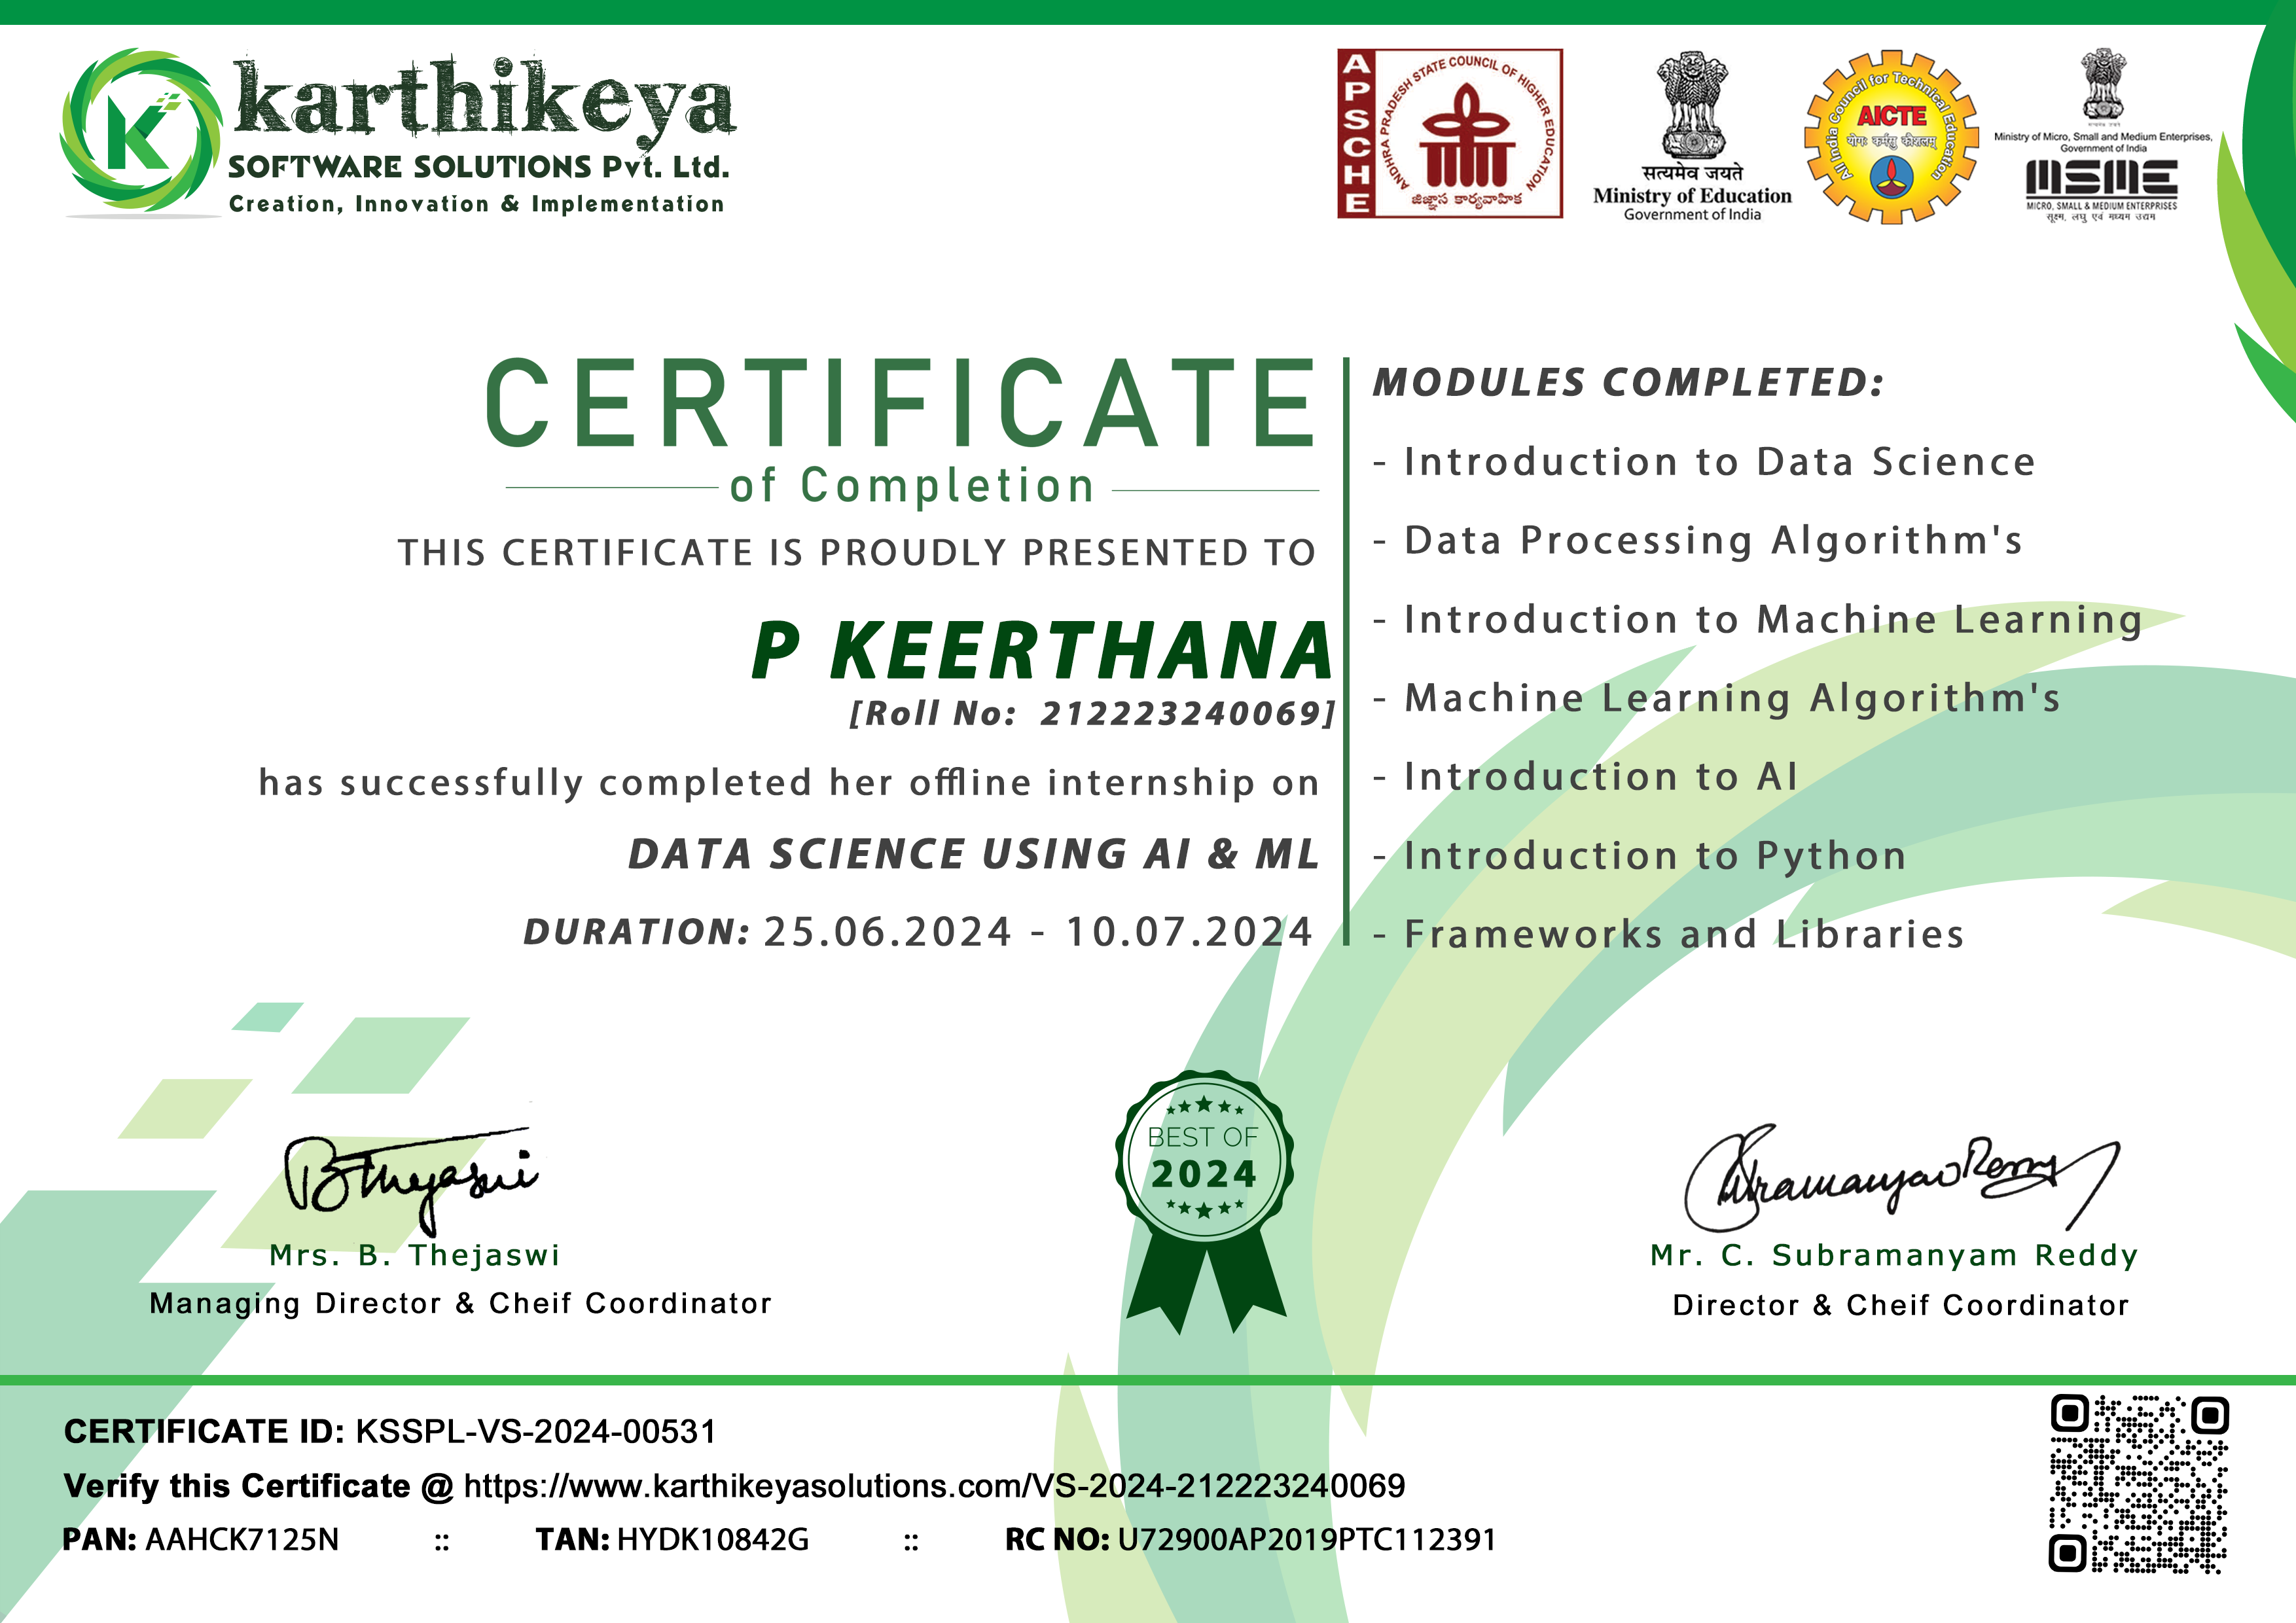 karthikeya
SOFTWARE SOLUTIONS Pvt. Ltd.
Creation, Innovation & Implementation
K
APSCHE
ANDHRA PRADESH STATE COUNCIL OF HIGHER EDUCATION
జిజ్ఞాస కార్యవాహిక
सत्यमेव जयते
Ministry of Education
Government of India
All India Council for Technical Education
AICTE
योगः कर्मसु कौशलम्
Ministry of Micro, Small and Medium Enterprises,
Government of India
MSME
MICRO, SMALL & MEDIUM ENTERPRISES
सूक्ष्म, लघु एवं मध्यम उद्यम
CERTIFICATE
of Completion
THIS CERTIFICATE IS PROUDLY PRESENTED TO
P KEERTHANA
[Roll No: 212223240069]
has successfully completed her offline internship on
DATA SCIENCE USING AI & ML
DURATION: 25.06.2024 - 10.07.2024
MODULES COMPLETED:
- Introduction to Data Science
- Data Processing Algorithm's
- Introduction to Machine Learning
- Machine Learning Algorithm's
- Introduction to AI
- Introduction to Python
- Frameworks and Libraries
BThejaswi
Mrs. B. Thejaswi
Managing Director & Cheif Coordinator
BEST OF
2024
Mr. C. Subramanyam Reddy
Director & Cheif Coordinator
CERTIFICATE ID: KSSPL-VS-2024-00531
Verify this Certificate @ https://www.karthikeyasolutions.com/VS-2024-212223240069
PAN: AAHCK7125N :: TAN: HYDK10842G :: RC NO: U72900AP2019PTC112391